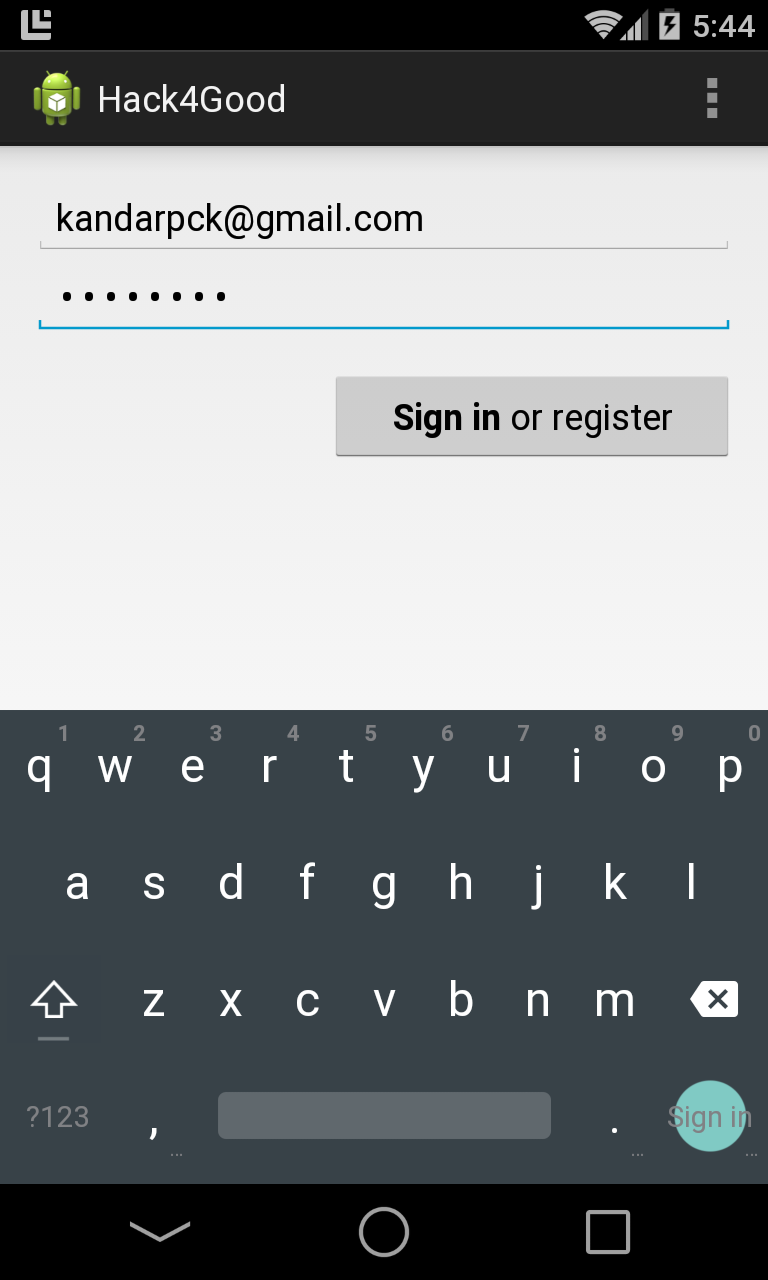 5:44
Hack4Good
kandarpck@gmail.com
••••••••
Sign in or register
1 2 3 4 5 6 7 8 9 0
q w e r t y u i o p
a s d f g h j k l
z x c v b n m
?123 , . Sign in